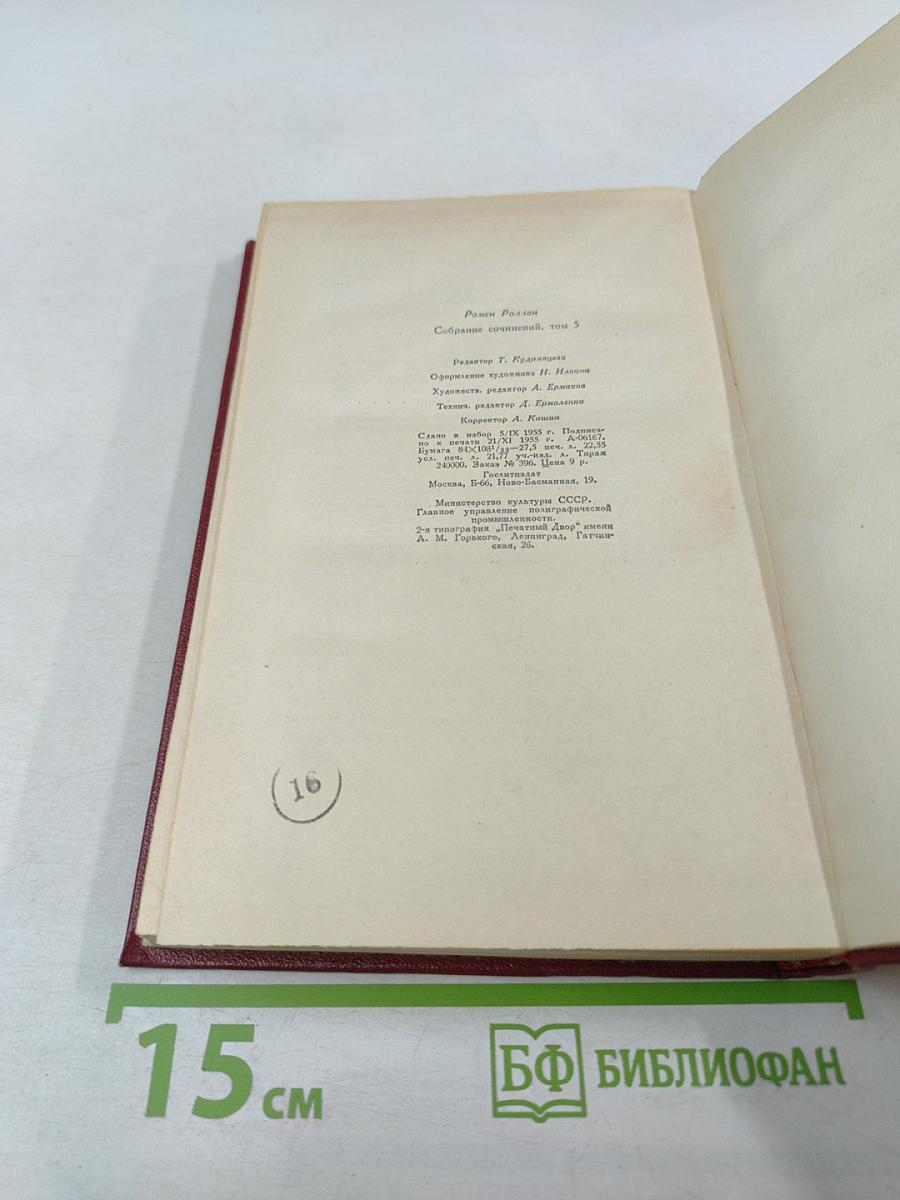 Ромен Роллан
Собрание сочинений, том 5
Редактор Т. Кудрявцева
Оформление художника Н. Ильина
Художеств. редактор А. Ермаков
Технич. редактор Д. Ермоленко
Корректор А. Кашин
Сдано в набор 5/IX 1955 г. Подписа-
но к печати 21/XI 1955 г. А-06167.
Бумага 84×108¹/₃₂—27,5 печ. л. 22,55
усл. печ. л. 21,77 уч.-изд. л. Тираж
240000. Заказ № 396. Цена 9 р.
Гослитиздат
Москва, Б-66, Ново-Басманная, 19.
Министерство культуры СССР.
Главное управление полиграфической
промышленности.
2-я типография „Печатный Двор“ имени
А. М. Горького, Ленинград, Гатчин-
ская, 26.
16
15 см
БФ БИБЛИОФАН